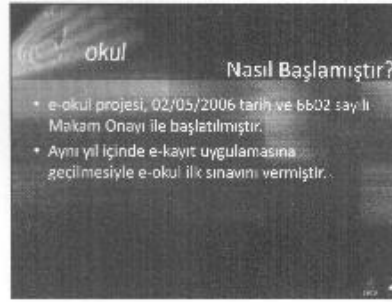 okul
Nasıl Başlamıştır?
• e-okul projesi, 02/05/2006 tarih ve 6602 sayılı
Makam Onayı ile başlatılmıştır.
• Aynı yıl içinde e-kayıt uygulamasına
geçilmesiyle e-okul ilk sınavını vermiştir.